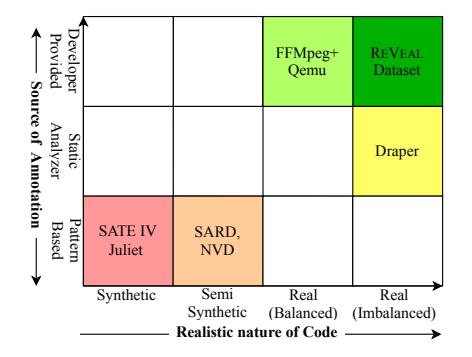 Developer
Provided
Static
Analyzer
Pattern
Based
Source of Annotation
FFMpeg+
Qemu
REVEAL
Dataset
Draper
SATE IV
Juliet
SARD,
NVD
Synthetic
Semi
Synthetic
Real
(Balanced)
Real
(Imbalanced)
Realistic nature of Code